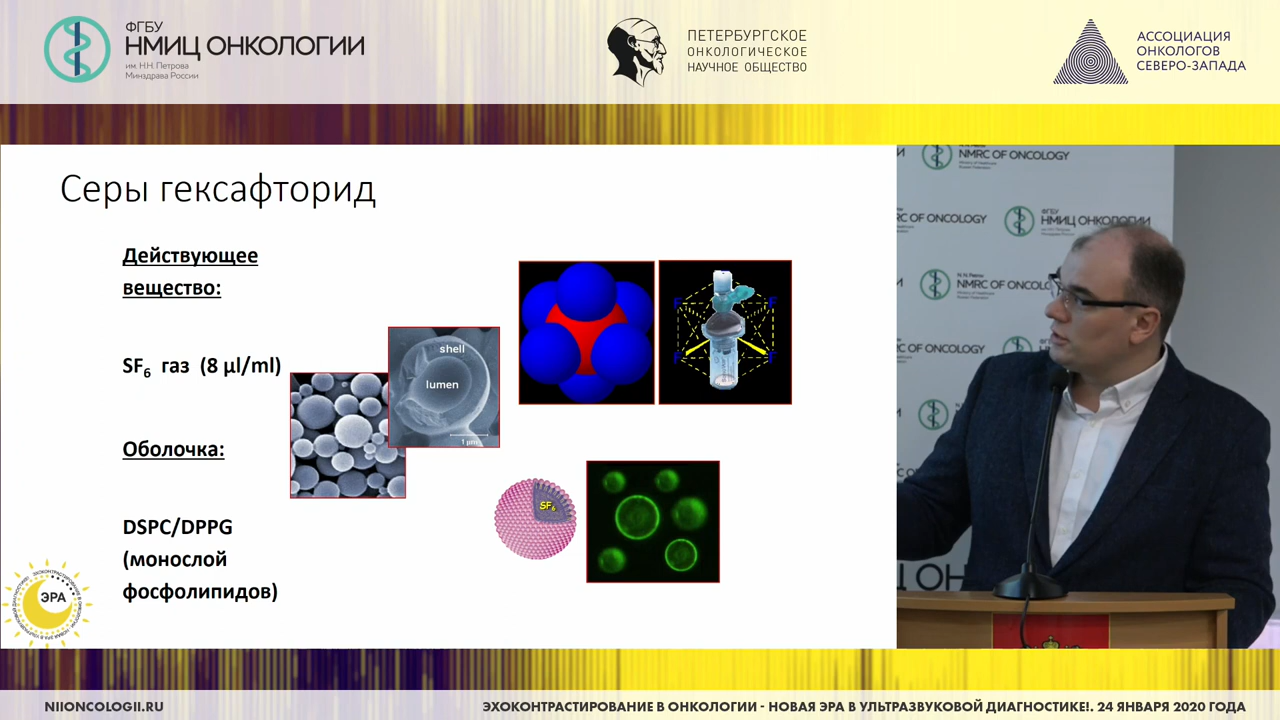 ФГБУ
НМИЦ ОНКОЛОГИИ
им. Н.Н. Петрова
Минздрава России
ПЕТЕРБУРГСКОЕ
ОНКОЛОГИЧЕСКОЕ
НАУЧНОЕ ОБЩЕСТВО
АССОЦИАЦИЯ
ОНКОЛОГОВ
СЕВЕРО-ЗАПАДА
Серы гексафторид
Действующее
вещество:
SF6 газ (8 µl/ml)
Оболочка:
DSPC/DPPG
(монослой
фосфолипидов)
shell
lumen
1 µm
F
F
F
F
SF6
ЭРА
NMRC OF ONCOLOGY
RC OF ONCOLOGY
ФГБУ
НМИЦ ОНКОЛОГИИ
NMRC OF ONCOLOGY
NIIONCOLOGII.RU
ЭХОКОНТРАСТИРОВАНИЕ В ОНКОЛОГИИ - НОВАЯ ЭРА В УЛЬТРАЗВУКОВОЙ ДИАГНОСТИКЕ!. 24 ЯНВАРЯ 2020 ГОДА